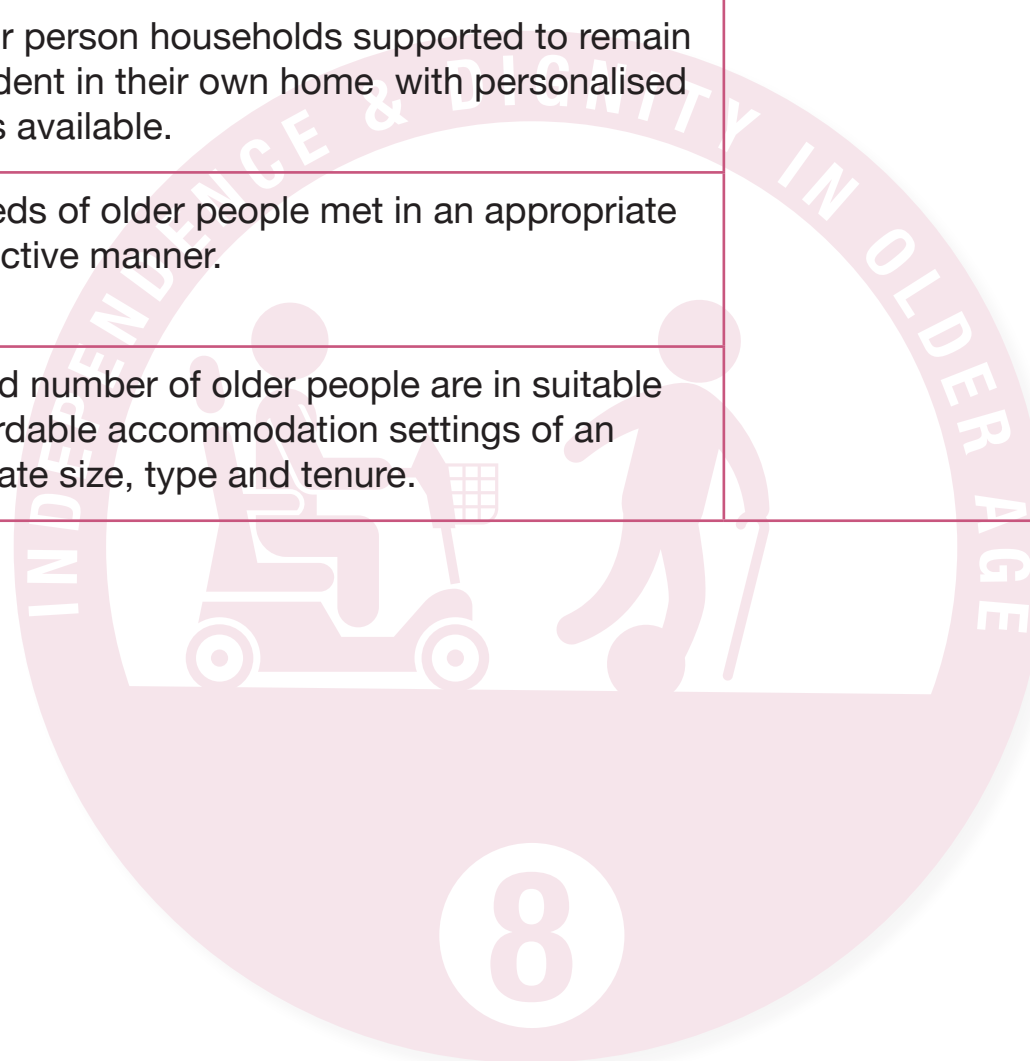 r person households supported to remain
dent in their own home with personalised
s available.
eds of older people met in an appropriate
ctive manner.
d number of older people are in suitable
rdable accommodation settings of an
ate size, type and tenure.
INDEPENDENCE & DIGNITY IN OLDER AGE
8